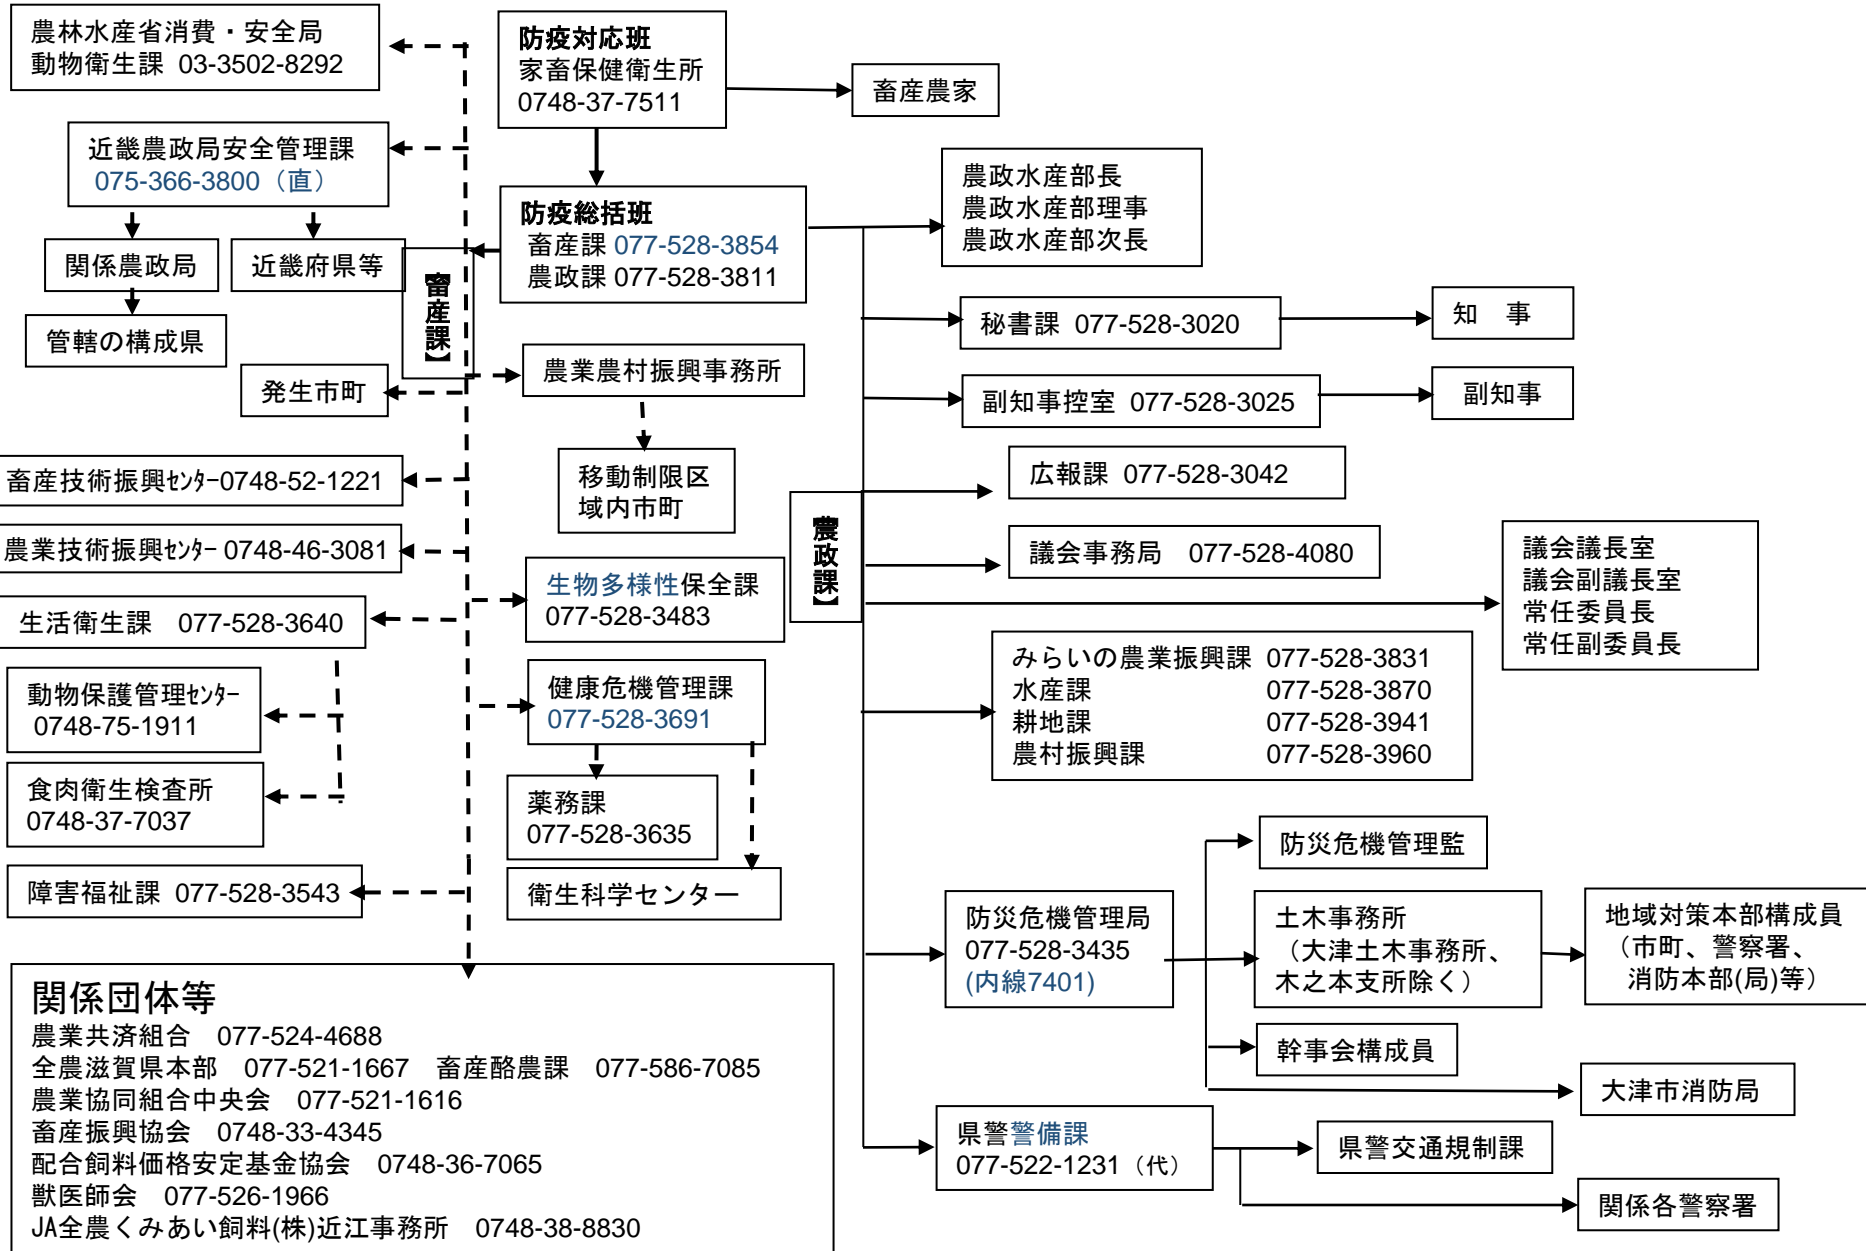 農林水産省消費・安全局
動物衛生課 03-3502-8292
防疫対応班
家畜保健衛生所
0748-37-7511
畜産農家
近畿農政局安全管理課
075-366-3800（直）
関係農政局
近畿府県等
管轄の構成県
防疫総括班
畜産課 077-528-3854
農政課 077-528-3811
【畜産課】
農政水産部長
農政水産部理事
農政水産部次長
秘書課 077-528-3020
知　事
副知事控室 077-528-3025
副知事
農業農村振興事務所
発生市町
移動制限区
域内市町
畜産技術振興ｾﾝﾀｰ0748-52-1221
農業技術振興ｾﾝﾀｰ 0748-46-3081
生活衛生課　077-528-3640
動物保護管理ｾﾝﾀｰ
0748-75-1911
食肉衛生検査所
0748-37-7037
障害福祉課 077-528-3543
生物多様性保全課
077-528-3483
健康危機管理課
077-528-3691
薬務課
077-528-3635
衛生科学センター
【農政課】
広報課 077-528-3042
議会事務局　077-528-4080
議会議長室
議会副議長室
常任委員長
常任副委員長
みらいの農業振興課 077-528-3831
水産課 077-528-3870
耕地課 077-528-3941
農村振興課 077-528-3960
防災危機管理局
077-528-3435
(内線7401)
防災危機管理監
土木事務所
（大津土木事務所、
木之本支所除く）
地域対策本部構成員
（市町、警察署、
消防本部(局)等）
幹事会構成員
大津市消防局
県警警備課
077-522-1231（代）
県警交通規制課
関係各警察署
関係団体等
農業共済組合　077-524-4688
全農滋賀県本部　077-521-1667　畜産酪農課　077-586-7085
農業協同組合中央会　077-521-1616
畜産振興協会　0748-33-4345
配合飼料価格安定基金協会　0748-36-7065
獣医師会　077-526-1966
JA全農くみあい飼料(株)近江事務所　0748-38-8830